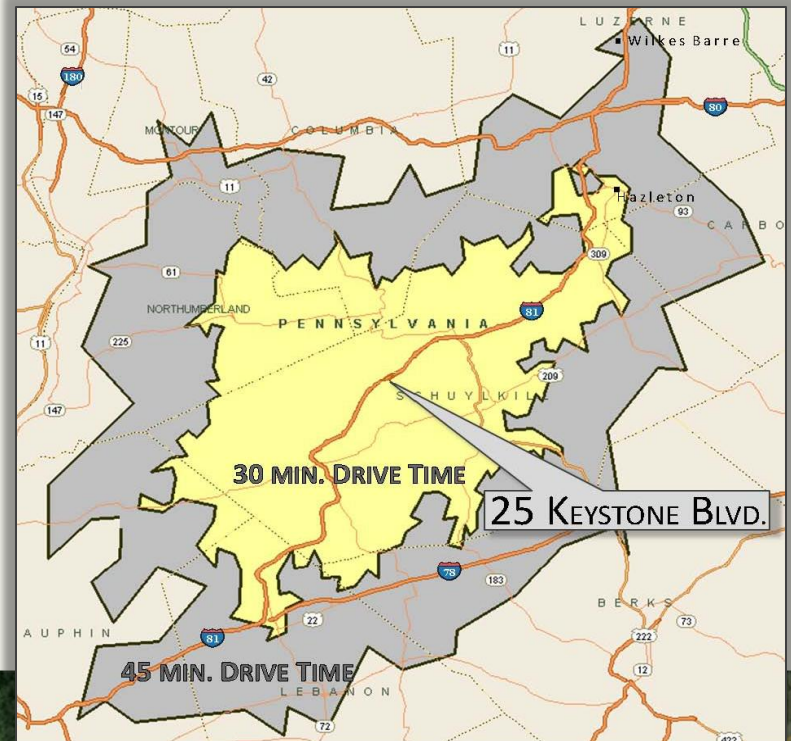 LUZERNE
Wilkes Barre
54
11
180
42
15
147
80
MONTOUR
COLUMBIA
11
Hazleton
93
CARBO
309
61
NORTHUMBERLAND
PENNSYLVANIA
81
11
225
209
SCHUYLKILL
147
30 MIN. DRIVE TIME
25 KEYSTONE BLVD.
78
183
BERKS
22
73
AUPHIN
81
222
12
45 MIN. DRIVE TIME
LEBANON
72
422